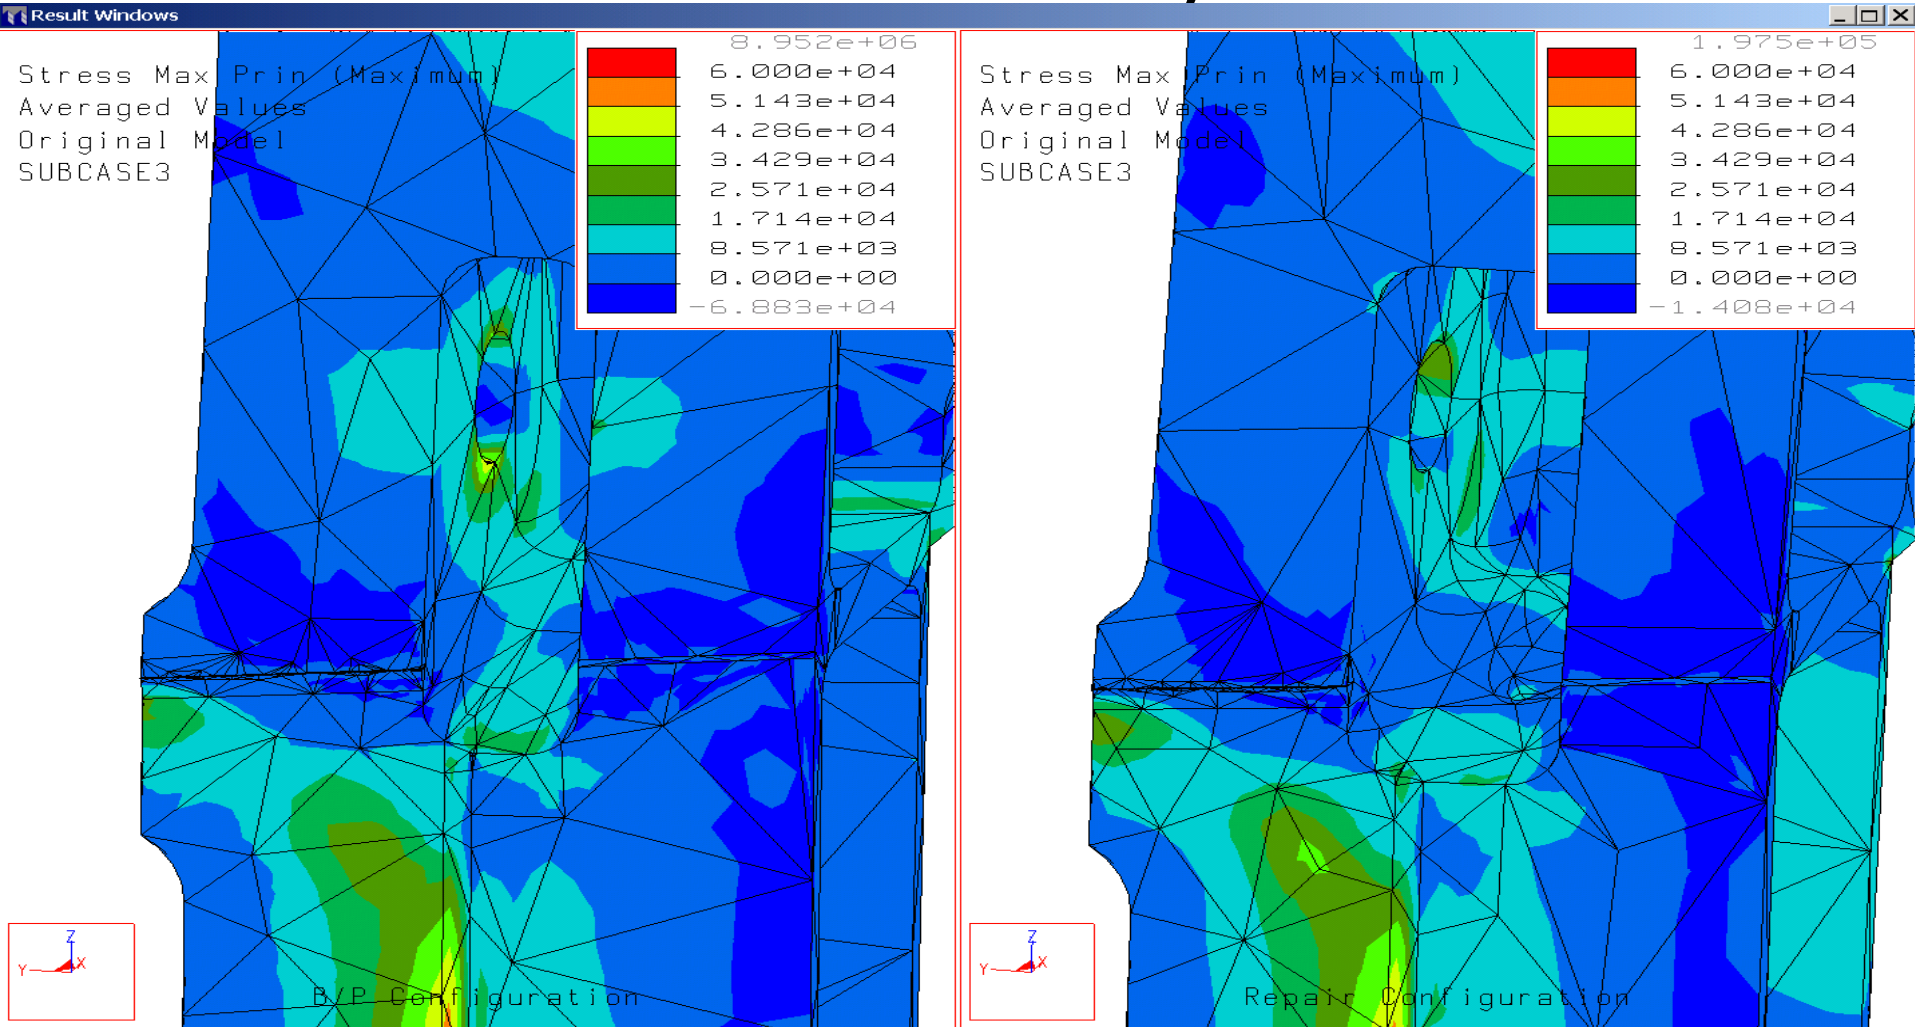 Result Windows
Stress Max Prin (Maximum)
Averaged Values
Original Model
SUBCASE3
8.952e+06
6.000e+04
5.143e+04
4.286e+04
3.429e+04
2.571e+04
1.714e+04
8.571e+03
0.000e+00
-6.883e+04
Z
Y
X
B/P Configuration
Stress Max Prin (Maximum)
Averaged Values
Original Model
SUBCASE3
1.975e+05
6.000e+04
5.143e+04
4.286e+04
3.429e+04
2.571e+04
1.714e+04
8.571e+03
0.000e+00
-1.408e+04
Z
Y
X
Repair Configuration